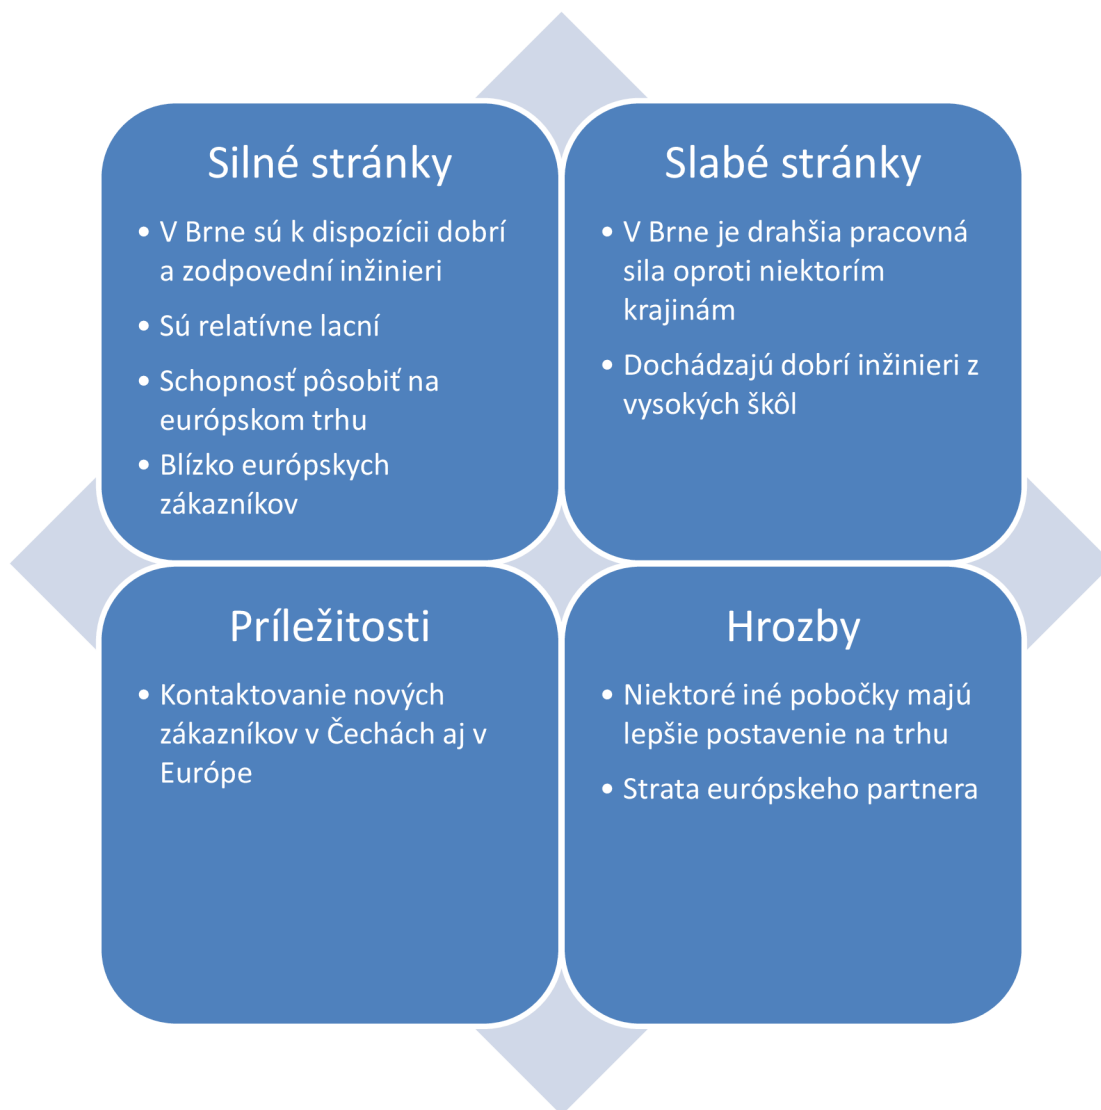 Silné stránky
• V Brne sú k dispozícii dobrí
a zodpovední inžinieri
• Sú relatívne lacní
• Schopnosť pôsobiť na
európskom trhu
• Blízko európskych
zákazníkov
Slabé stránky
• V Brne je drahšia pracovná
sila oproti niektorím
krajinám
• Dochádzajú dobrí inžinieri z
vysokých škôl
Príležitosti
• Kontaktovanie nových
zákazníkov v Čechách aj v
Európe
Hrozby
• Niektoré iné pobočky majú
lepšie postavenie na trhu
• Strata európskeho partnera